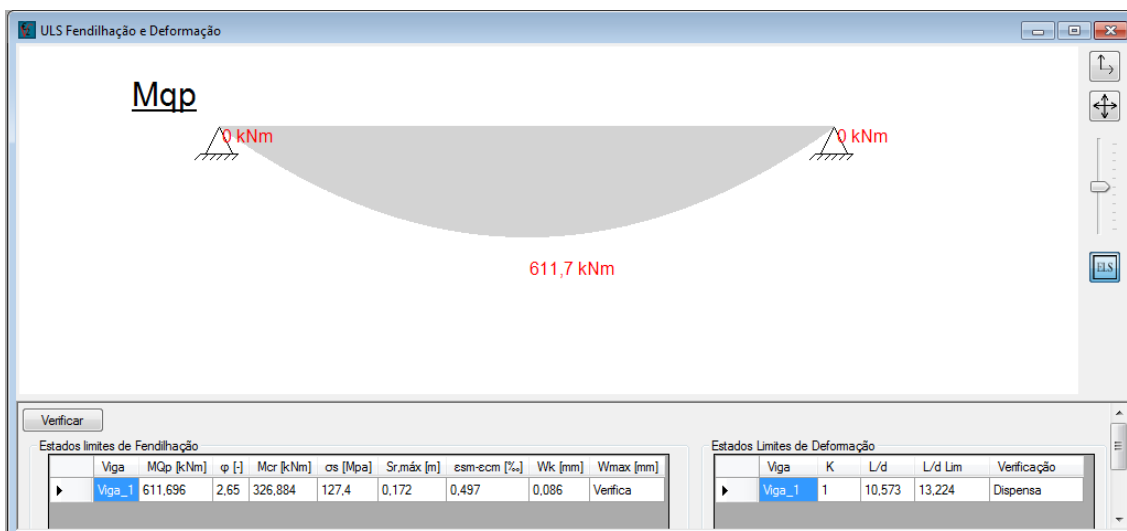 ULS Fendilhação e Deformação
Mqp
0 kNm 0 kNm
611,7 kNm
ELS
Verificar
Estados limites de Fendilhação
Viga MQp [kNm] φ [-] Mcr [kNm] σs [Mpa] Sr,máx [m] εsm-εcm [‰] Wk [mm] Wmax [mm]
Viga_1 611,696 2,65 326,884 127,4 0,172 0,497 0,086 Verifica
Estados Limites de Deformação
Viga K L/d L/d Lim Verificação
Viga_1 1 10,573 13,224 Dispensa